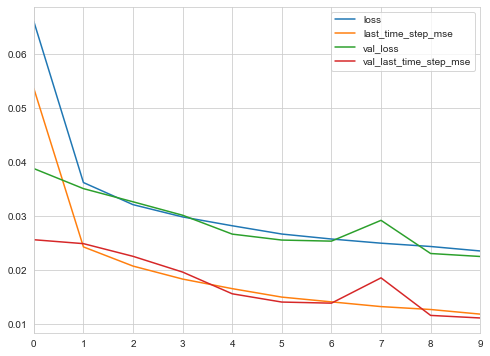 loss
last_time_step_mse
val_loss
val_last_time_step_mse
0.06
0.05
0.04
0.03
0.02
0.01
0 1 2 3 4 5 6 7 8 9